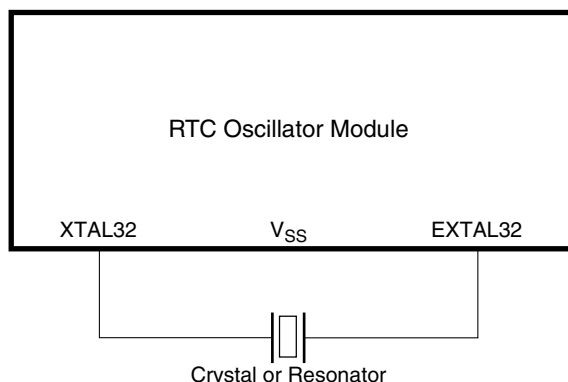 RTC Oscillator Module
XTAL32 VSS EXTAL32
Crystal or Resonator